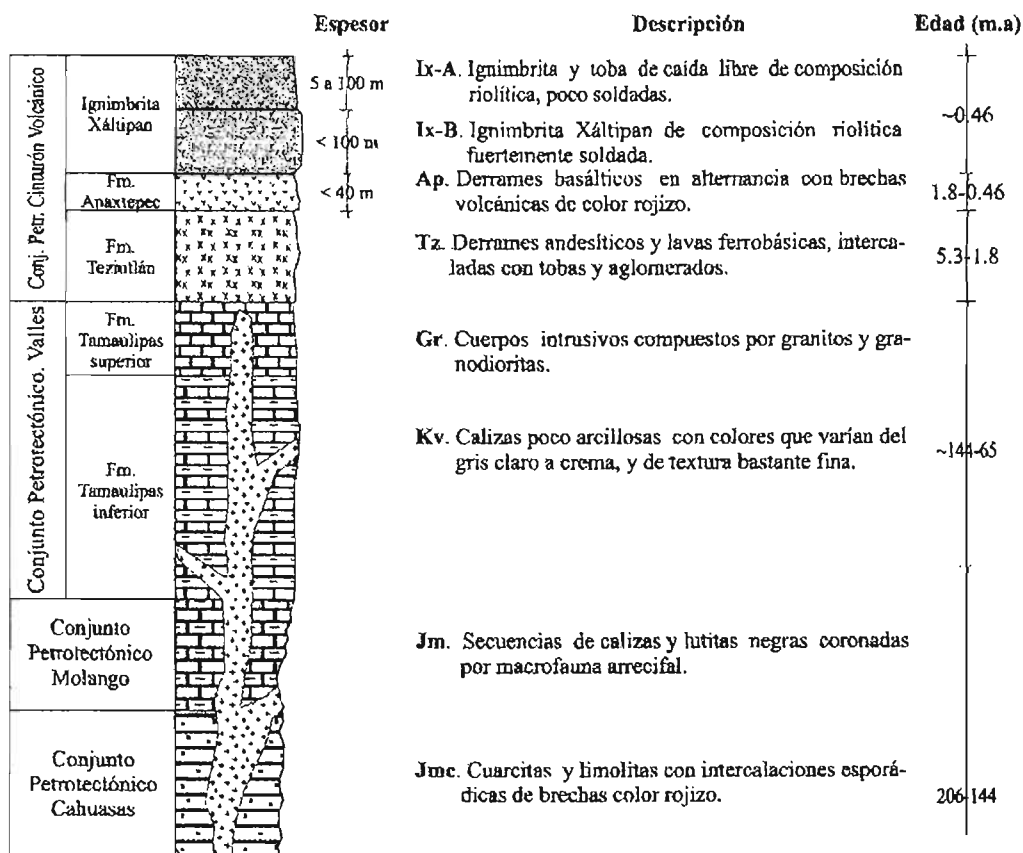 Espesor
Descripción
Edad (m.a)
Conj. Petr. Cinturón Volcánico
Ignimbrita
Xáltipan
5 a 100 m
< 100 m
Ix-A. Ignimbrita y toba de caída libre de composición
riolítica, poco soldadas.
Ix-B. Ignimbrita Xáltipan de composición riolítica
fuertemente soldada.
~0.46
Fm.
Apaxtepec
< 40 m
Ap. Derrames basálticos en alternancia con brechas
volcánicas de color rojizo.
1.8-0.46
Fm.
Teziutlán
Tz. Derrames andesíticos y lavas ferrobásicas, interca-
ladas con tobas y aglomerados.
5.3-1.8
Conjunto Petrotectónico. Valles
Fm.
Tamaulipas
superior
Gr. Cuerpos intrusivos compuestos por granitos y gra-
nodioritas.
Fm.
Tamaulipas
inferior
Kv. Calizas poco arcillosas con colores que varían del
gris claro a crema, y de textura bastante fina.
~144-65
Conjunto
Petrotectónico
Molango
Jm. Secuencias de calizas y lutitas negras coronadas
por macrofauna arrecifal.
Conjunto
Petrotectónico
Cahuasas
Jmc. Cuarcitas y limolitas con intercalaciones esporá-
dicas de brechas color rojizo.
206-144